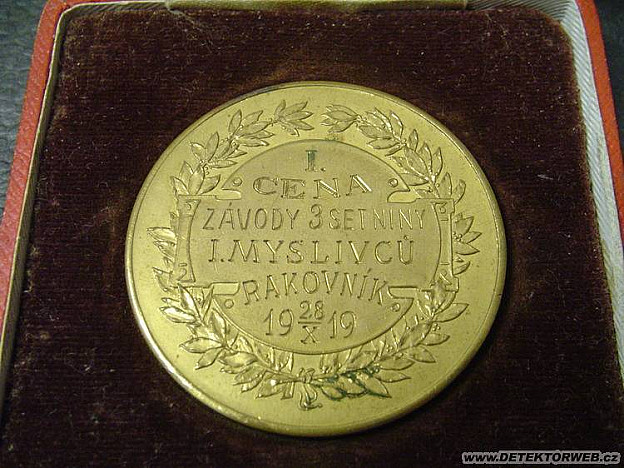 I.
CENA
ZÁVODY 3 SETNINY
I. MYSLIVCŮ
RAKOVNÍK
19 28/X 19
WWW.DETEKTORWEB.CZ